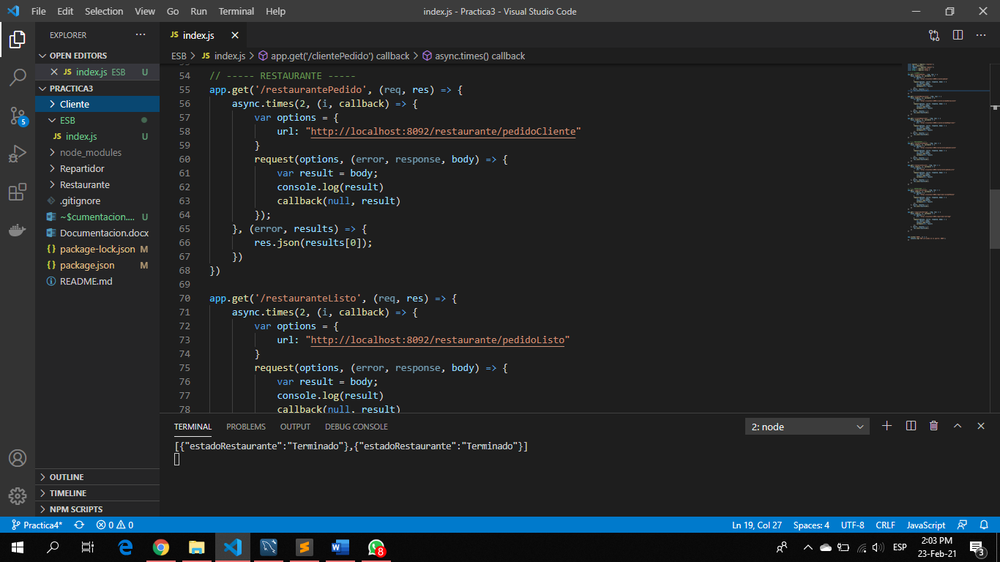 File Edit Selection View Go Run Terminal Help
index.js - Practica3 - Visual Studio Code
EXPLORER
OPEN EDITORS
JS index.js ESB U
PRACTICA3
Cliente
ESB
JS index.js U
node_modules
Repartidor
Restaurante
.gitignore
~$cumentacion.... U
Documentacion.docx
{} package-lock.json M
{} package.json M
README.md
OUTLINE
TIMELINE
NPM SCRIPTS
5
JS index.js
ESB > JS index.js > app.get('/clientePedido') callback > async.times() callback
54 // ----- RESTAURANTE -----
55 app.get('/restaurantePedido', (req, res) => {
56 async.times(2, (i, callback) => {
57 var options = {
58 url: "http://localhost:8092/restaurante/pedidoCliente"
59 }
60 request(options, (error, response, body) => {
61 var result = body;
62 console.log(result)
63 callback(null, result)
64 });
65 }, (error, results) => {
66 res.json(results[0]);
67 })
68 })
69
70 app.get('/restauranteListo', (req, res) => {
71 async.times(2, (i, callback) => {
72 var options = {
73 url: "http://localhost:8092/restaurante/pedidoListo"
74 }
75 request(options, (error, response, body) => {
76 var result = body;
77 console.log(result)
78 callback(null, result)
TERMINAL PROBLEMS OUTPUT DEBUG CONSOLE
2: node
[{"estadoRestaurante":"Terminado"},{"estadoRestaurante":"Terminado"}]
Practica4* 0 0
Ln 19, Col 27 Spaces: 4 UTF-8 CRLF JavaScript
8
ESP
2:03 PM
23-Feb-21
3